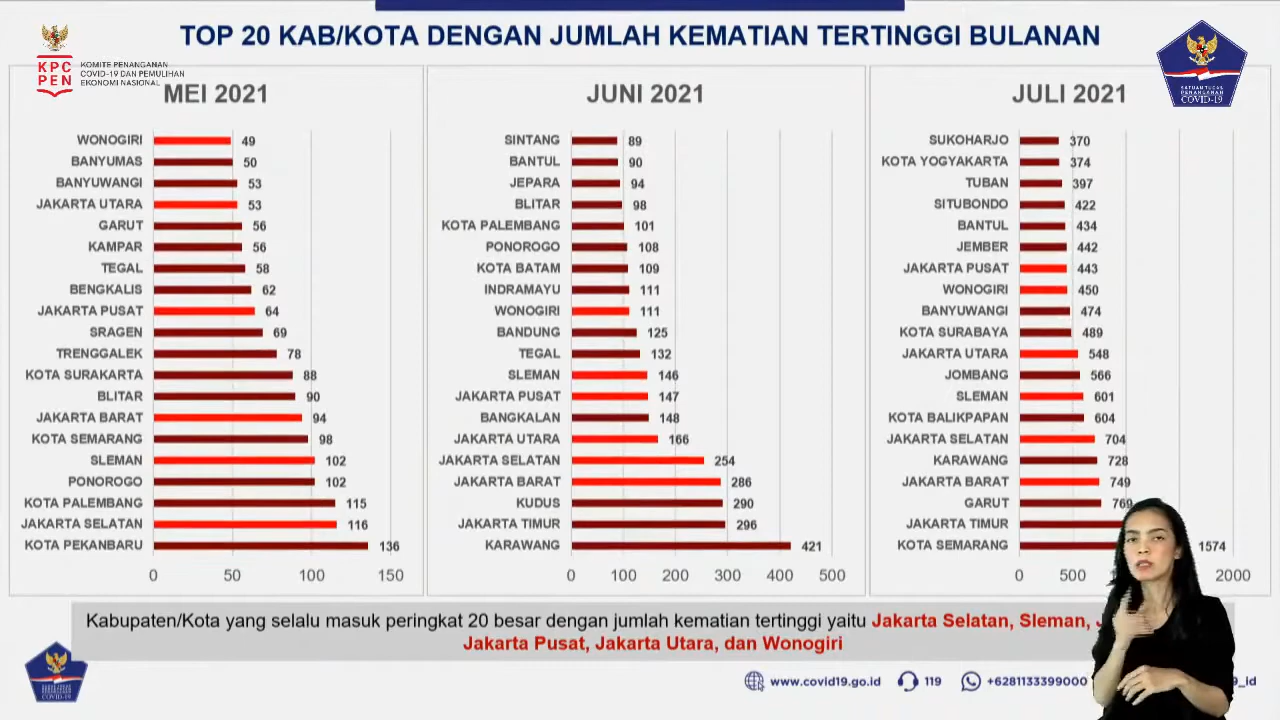 TOP 20 KAB/KOTA DENGAN JUMLAH KEMATIAN TERTINGGI BULANAN
KPC PEN
KOMITE PENANGANAN
COVID-19 DAN PEMULIHAN
EKONOMI NASIONAL
SATUAN TUGAS
PENANGANAN
COVID-19
MEI 2021
WONOGIRI 49
BANYUMAS 50
BANYUWANGI 53
JAKARTA UTARA 53
GARUT 56
KAMPAR 56
TEGAL 58
BENGKALIS 62
JAKARTA PUSAT 64
SRAGEN 69
TRENGGALEK 78
KOTA SURAKARTA 88
BLITAR 90
JAKARTA BARAT 94
KOTA SEMARANG 98
SLEMAN 102
PONOROGO 102
KOTA PALEMBANG 115
JAKARTA SELATAN 116
KOTA PEKANBARU 136
0 50 100 150
JUNI 2021
SINTANG 89
BANTUL 90
JEPARA 94
BLITAR 98
KOTA PALEMBANG 101
PONOROGO 108
KOTA BATAM 109
INDRAMAYU 111
WONOGIRI 111
BANDUNG 125
TEGAL 132
SLEMAN 146
JAKARTA PUSAT 147
BANGKALAN 148
JAKARTA UTARA 166
JAKARTA SELATAN 254
JAKARTA BARAT 286
KUDUS 290
JAKARTA TIMUR 296
KARAWANG 421
0 100 200 300 400 500
JULI 2021
SUKOHARJO 370
KOTA YOGYAKARTA 374
TUBAN 397
SITUBONDO 422
BANTUL 434
JEMBER 442
JAKARTA PUSAT 443
WONOGIRI 450
BANYUWANGI 474
KOTA SURABAYA 489
JAKARTA UTARA 548
JOMBANG 566
SLEMAN 601
KOTA BALIKPAPAN 604
JAKARTA SELATAN 704
KARAWANG 728
JAKARTA BARAT 749
GARUT 769
JAKARTA TIMUR
KOTA SEMARANG 1574
0 500 2000
Kabupaten/Kota yang selalu masuk peringkat 20 besar dengan jumlah kematian tertinggi yaitu Jakarta Selatan, Sleman,
Jakarta Pusat, Jakarta Utara, dan Wonogiri
COVID-19
www.covid19.go.id 119 +6281133399000 9_id